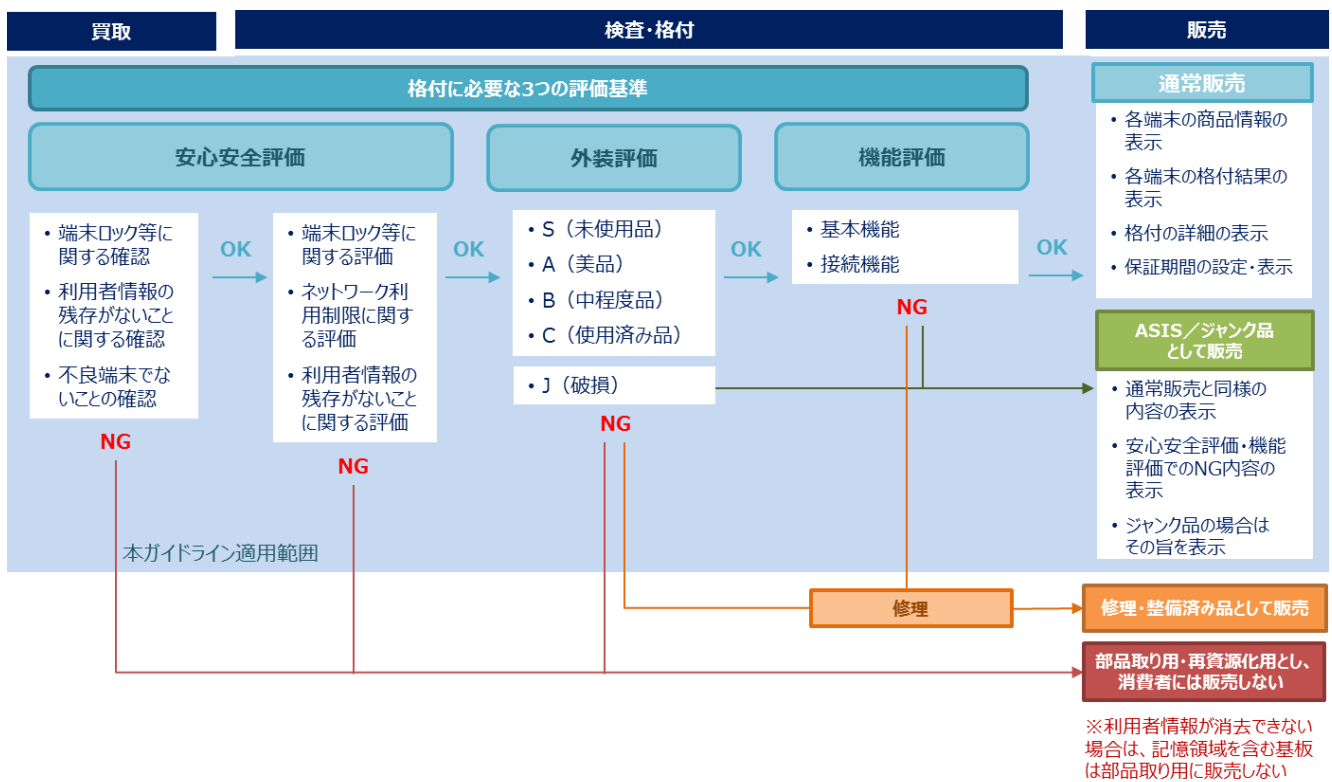 買取
検査・格付
販売
格付に必要な3つの評価基準
安心安全評価
外装評価
機能評価
• 端末ロック等に
関する確認
• 利用者情報の
残存がないこと
に関する確認
• 不良端末でな
いことの確認
NG
OK
• 端末ロック等に
関する評価
• ネットワーク利
用制限に関す
る評価
• 利用者情報の
残存がないこと
に関する評価
NG
OK
• S（未使用品）
• A（美品）
• B（中程度品）
• C（使用済み品）
• J（破損）
NG
OK
• 基本機能
• 接続機能
NG
OK
通常販売
• 各端末の商品情報の
表示
• 各端末の格付結果の
表示
• 格付の詳細の表示
• 保証期間の設定・表示
ASIS／ジャンク品
として販売
• 通常販売と同様の
内容の表示
• 安心安全評価・機能
評価でのNG内容の
表示
• ジャンク品の場合は
その旨を表示
本ガイドライン適用範囲
修理
修理・整備済み品として販売
部品取り用・再資源化用とし、
消費者には販売しない
※利用者情報が消去できない
場合は、記憶領域を含む基板
は部品取り用に販売しない